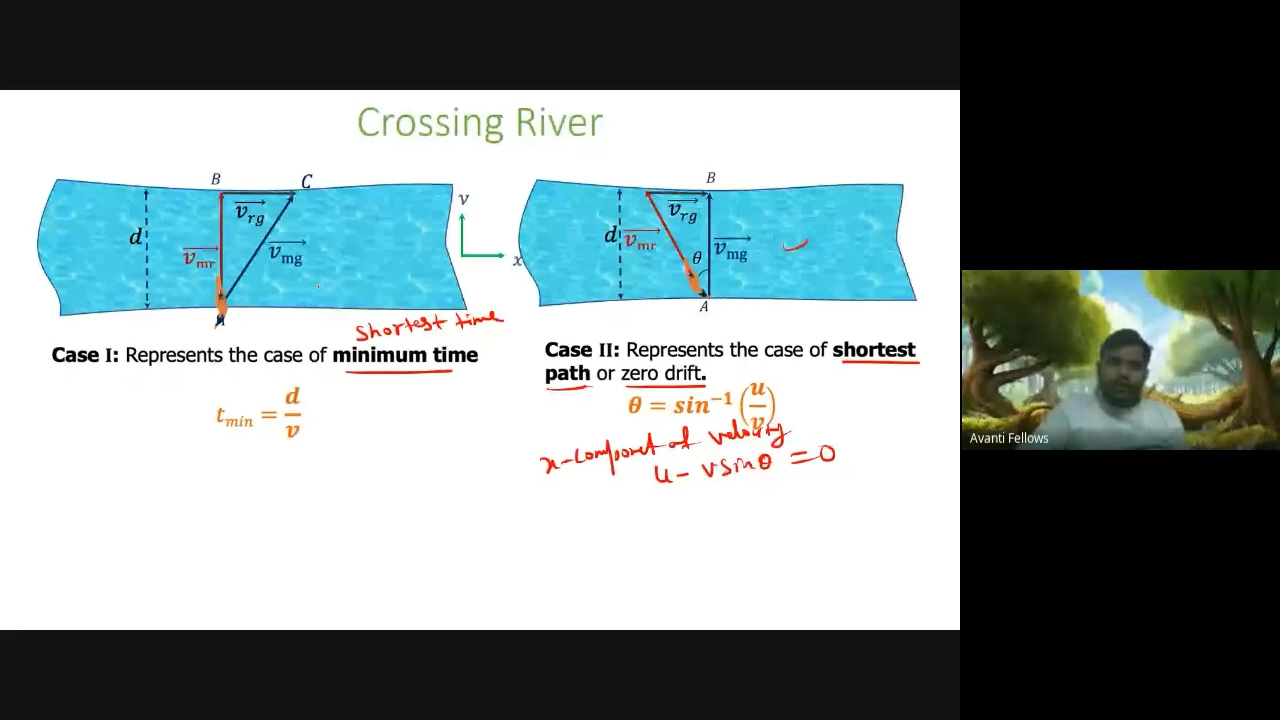 Crossing River
B
C
d
v_rg
v_mr
v_mg
y
x
Shortest time
Case I: Represents the case of minimum time
t_min = d/v
B
d
v_rg
v_mr
θ
v_mg
A
Case II: Represents the case of shortest
path or zero drift.
θ = sin⁻¹ (u/v)
x-component of velocity
u - v sinθ = 0
Avanti Fellows